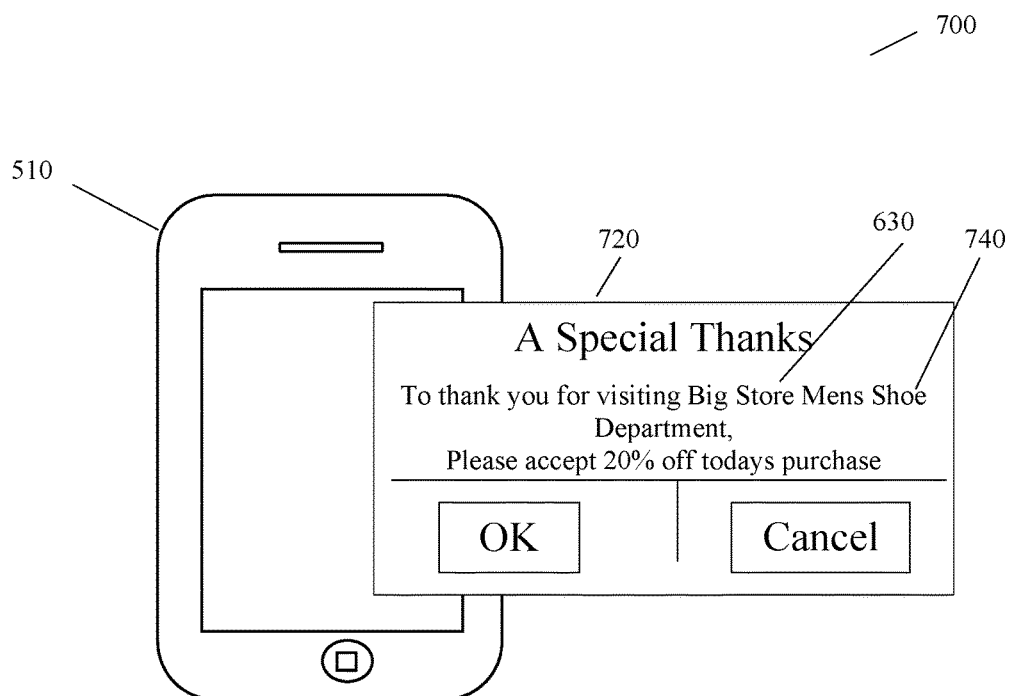 700
510
720
630
740
A Special Thanks
To thank you for visiting Big Store Mens Shoe
Department,
Please accept 20% off todays purchase
OK
Cancel